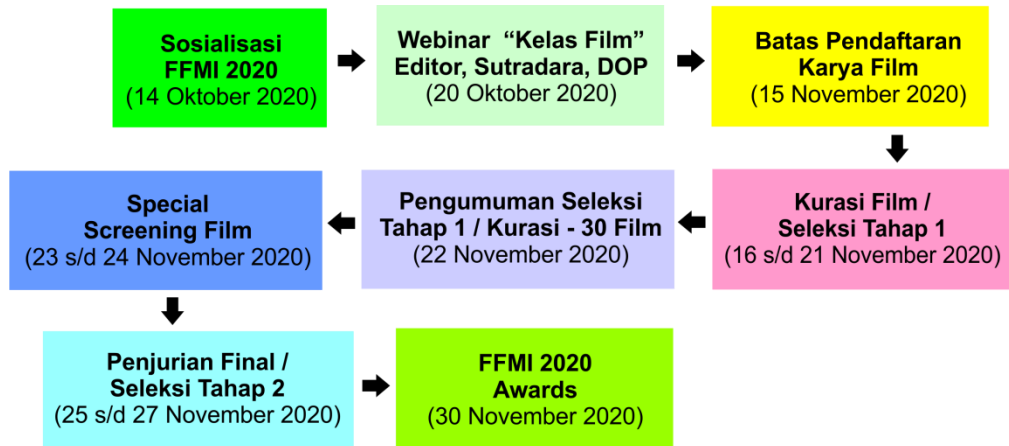 Sosialisasi
FFMI 2020
(14 Oktober 2020)
Webinar “Kelas Film”
Editor, Sutradara, DOP
(20 Oktober 2020)
Batas Pendaftaran
Karya Film
(15 November 2020)
Kurasi Film /
Seleksi Tahap 1
(16 s/d 21 November 2020)
Pengumuman Seleksi
Tahap 1 / Kurasi - 30 Film
(22 November 2020)
Special
Screening Film
(23 s/d 24 November 2020)
Penjurian Final /
Seleksi Tahap 2
(25 s/d 27 November 2020)
FFMI 2020
Awards
(30 November 2020)